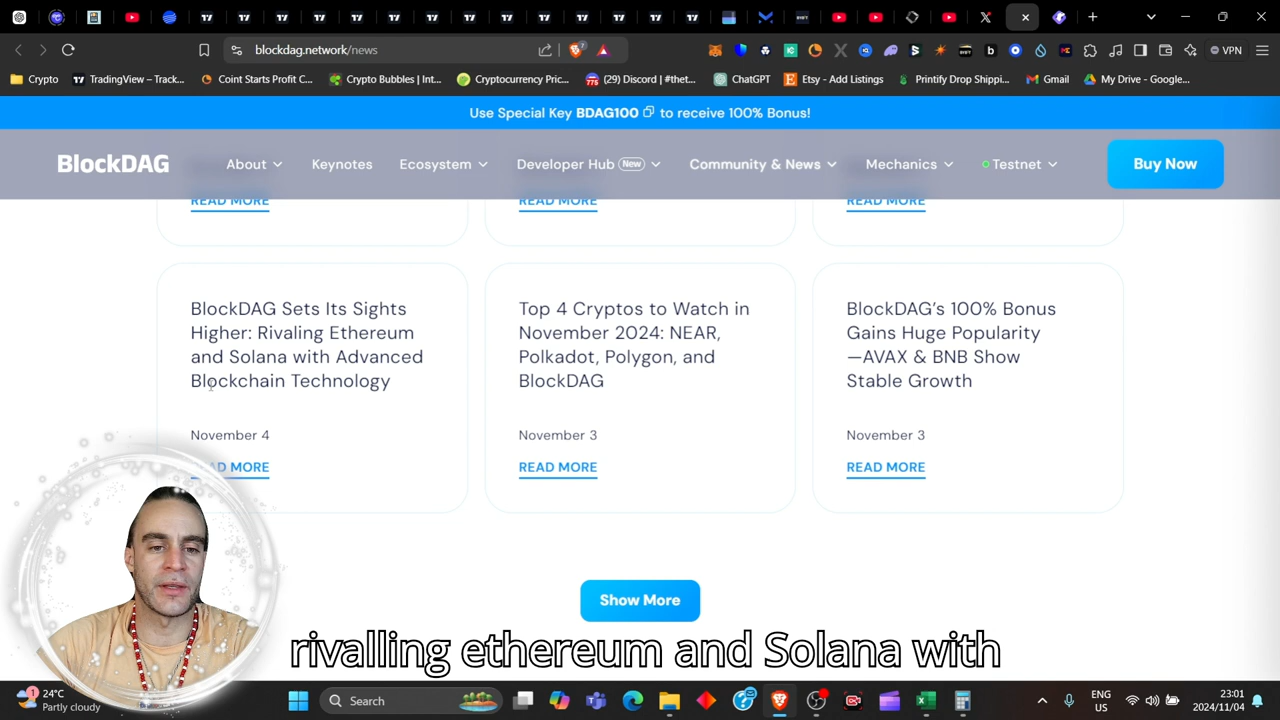 blockdag.network/news
7
VPN
Crypto
TradingView – Track...
Coint Starts Profit C...
Crypto Bubbles | Int...
Cryptocurrency Pric...
(29) Discord | #thet...
ChatGPT
Etsy - Add Listings
Printify Drop Shippi...
Gmail
My Drive - Google...
Use Special Key BDAG100 to receive 100% Bonus!
BlockDAG
About
Keynotes
Ecosystem
Developer Hub New
Community & News
Mechanics
Testnet
Buy Now
READ MORE
READ MORE
READ MORE
BlockDAG Sets Its Sights
Higher: Rivaling Ethereum
and Solana with Advanced
Blockchain Technology
November 4
READ MORE
Top 4 Cryptos to Watch in
November 2024: NEAR,
Polkadot, Polygon, and
BlockDAG
November 3
READ MORE
BlockDAG’s 100% Bonus
Gains Huge Popularity
—AVAX & BNB Show
Stable Growth
November 3
READ MORE
Show More
rivalling ethereum and Solana with
1
24°C
Partly cloudy
Search
ENG
US
23:01
2024/11/04